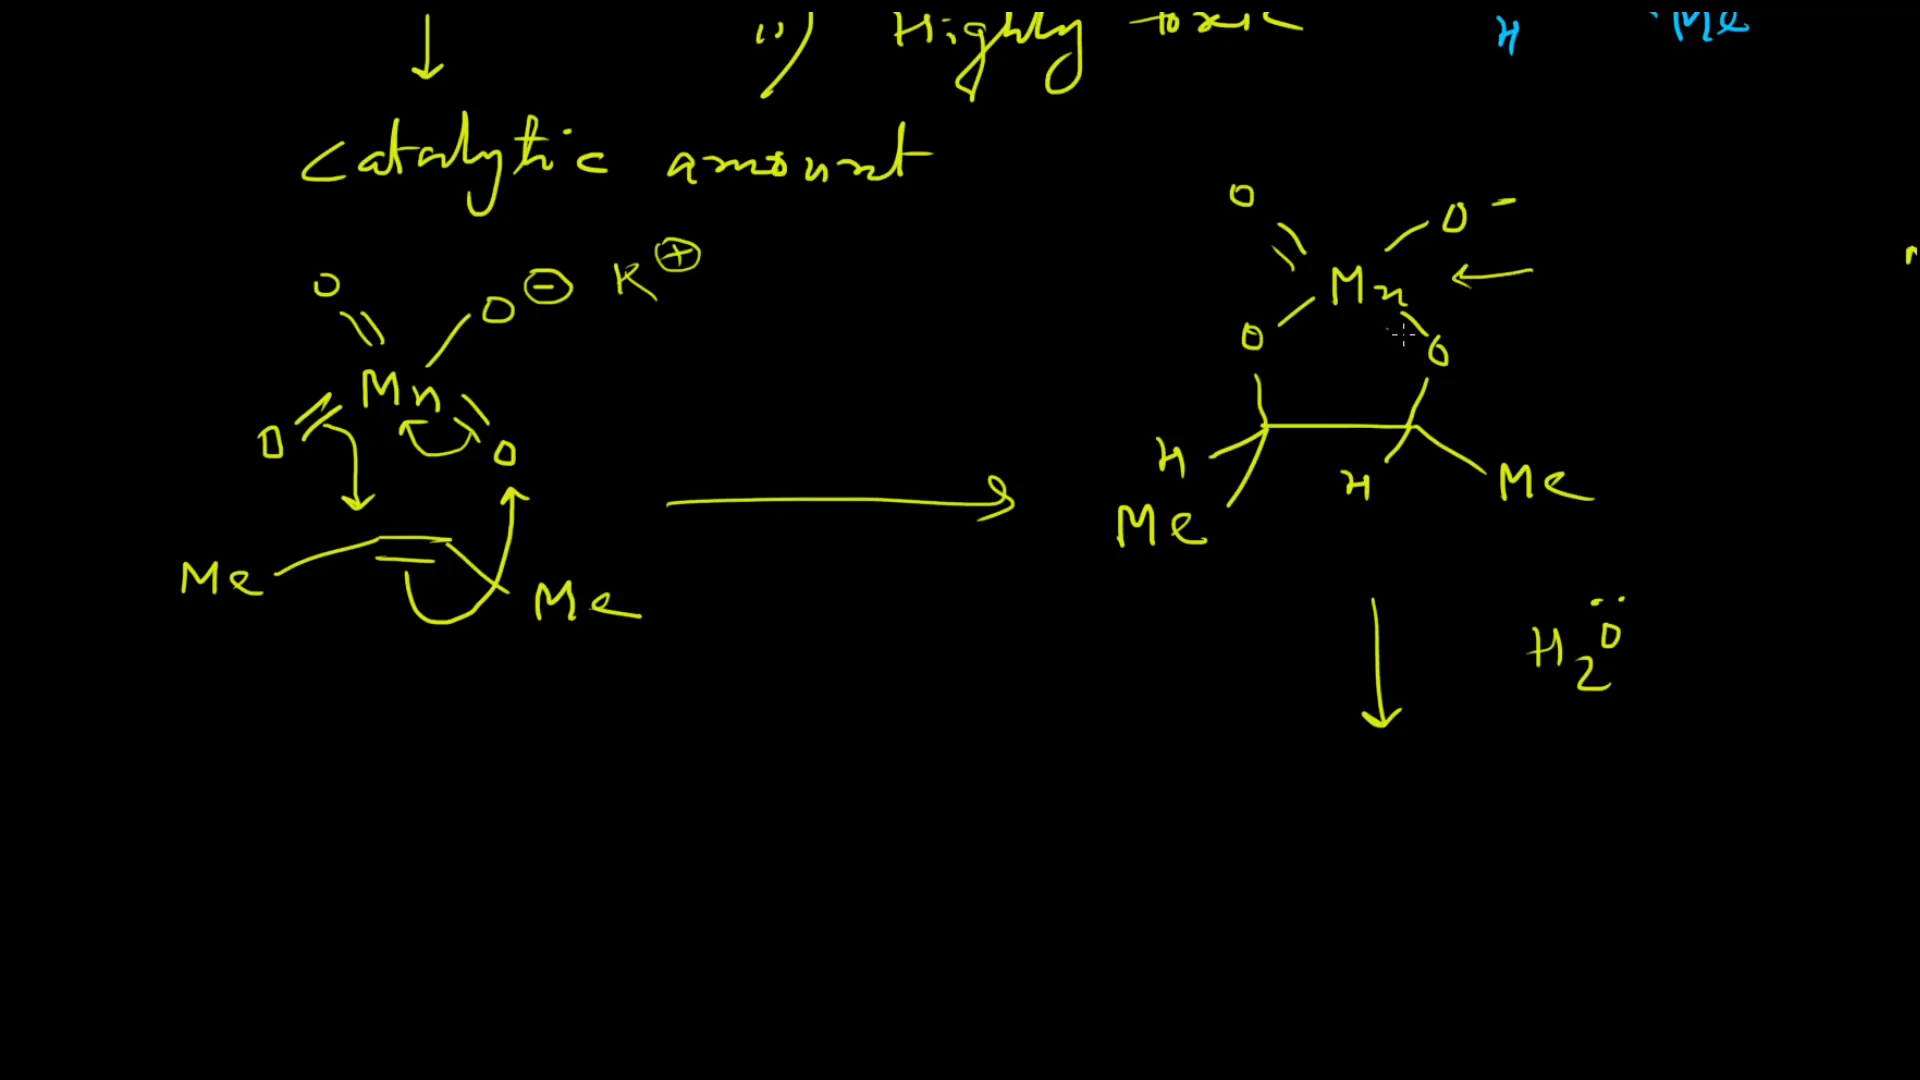 ii) Highly toxic
H Me
Catalytic amount
O O ⊖ K ⊕
Mn
O O
Me Me
O O -
Mn
O O
H H Me
Me
H2O